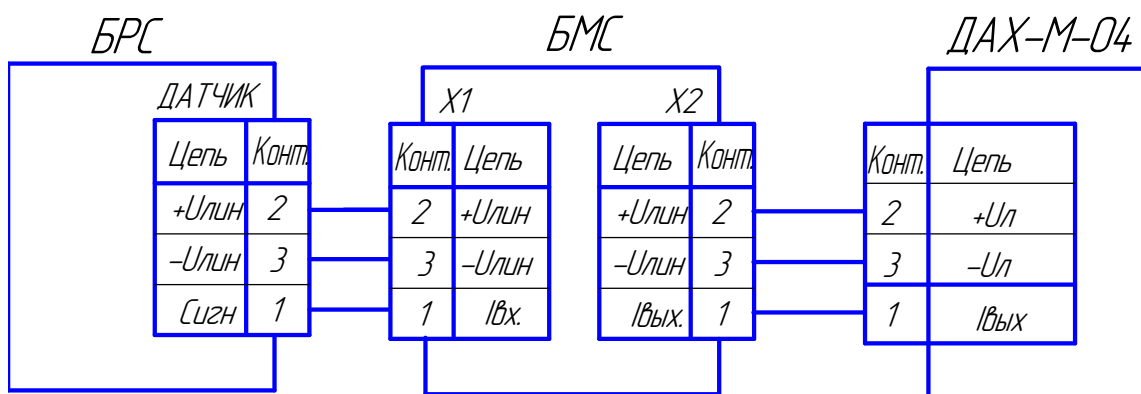 БРС
БМС
ДАХ-М-04
ДАТЧИК
X1
X2
Цепь Конт.
+Uлин 2
-Uлин 3
Сигн 1
Конт. Цепь
2 +Uлин
3 -Uлин
1 Iвх.
Цепь Конт.
+Uлин 2
-Uлин 3
Iвых. 1
Конт. Цепь
2 +Uл
3 -Uл
1 Iвых